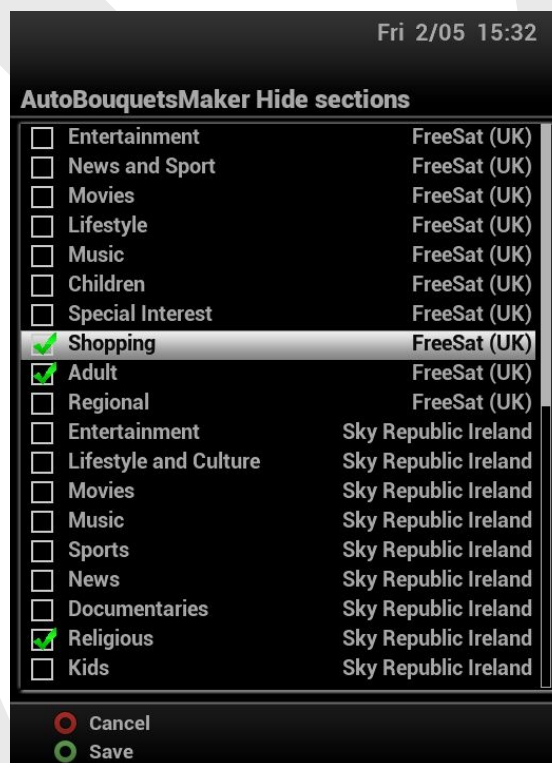 Fri 2/05 15:32
AutoBouquetsMaker Hide sections
Entertainment FreeSat (UK)
News and Sport FreeSat (UK)
Movies FreeSat (UK)
Lifestyle FreeSat (UK)
Music FreeSat (UK)
Children FreeSat (UK)
Special Interest FreeSat (UK)
Shopping FreeSat (UK)
Adult FreeSat (UK)
Regional FreeSat (UK)
Entertainment Sky Republic Ireland
Lifestyle and Culture Sky Republic Ireland
Movies Sky Republic Ireland
Music Sky Republic Ireland
Sports Sky Republic Ireland
News Sky Republic Ireland
Documentaries Sky Republic Ireland
Religious Sky Republic Ireland
Kids Sky Republic Ireland
Cancel
Save